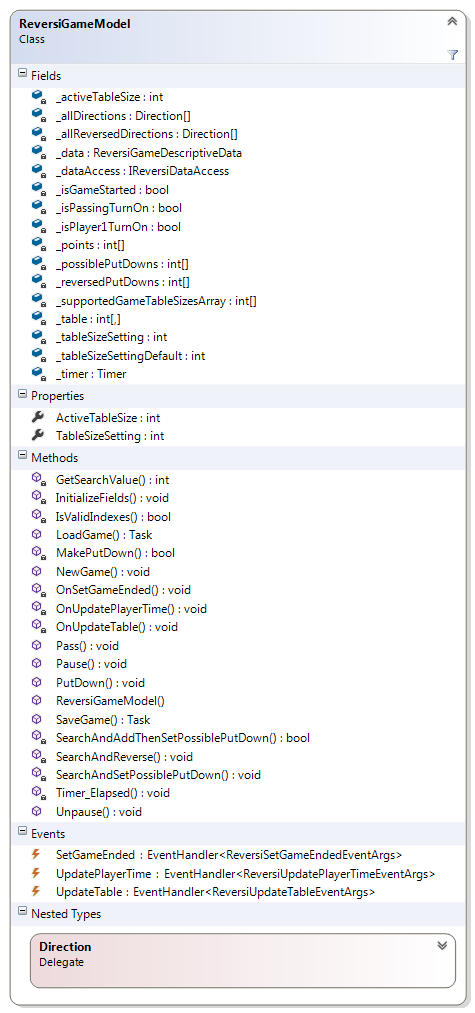 ReversiGameModel
Class
Fields
_activeTableSize : int
_allDirections : Direction[]
_allReversedDirections : Direction[]
_data : ReversiGameDescriptiveData
_dataAccess : IReversiDataAccess
_isGameStarted : bool
_isPassingTurnOn : bool
_isPlayer1TurnOn : bool
_points : int[]
_possiblePutDowns : int[]
_reversedPutDowns : int[]
_supportedGameTableSizesArray : int[]
_table : int[,]
_tableSizeSetting : int
_tableSizeSettingDefault : int
_timer : Timer
Properties
ActiveTableSize : int
TableSizeSetting : int
Methods
GetSearchValue() : int
InitializeFields() : void
IsValidIndexes() : bool
LoadGame() : Task
MakePutDown() : bool
NewGame() : void
OnSetGameEnded() : void
OnUpdatePlayerTime() : void
OnUpdateTable() : void
Pass() : void
Pause() : void
PutDown() : void
ReversiGameModel()
SaveGame() : Task
SearchAndAddThenSetPossiblePutDown() : bool
SearchAndReverse() : void
SearchAndSetPossiblePutDown() : void
Timer_Elapsed() : void
Unpause() : void
Events
SetGameEnded : EventHandler<ReversiSetGameEndedEventArgs>
UpdatePlayerTime : EventHandler<ReversiUpdatePlayerTimeEventArgs>
UpdateTable : EventHandler<ReversiUpdateTableEventArgs>
Nested Types
Direction
Delegate